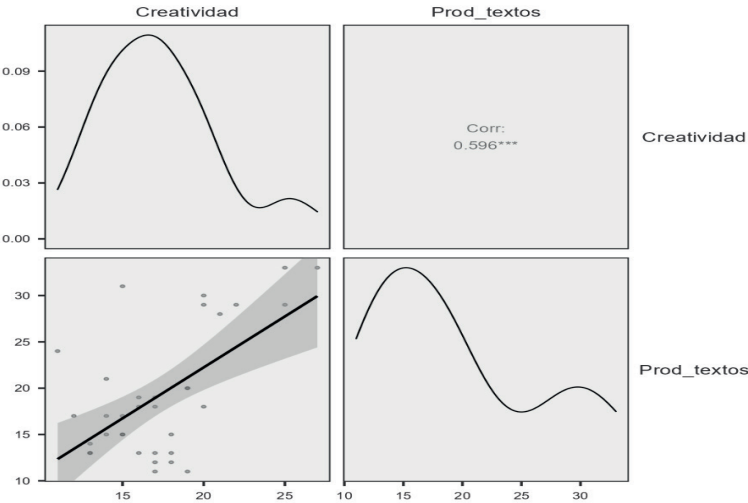 Creatividad Prod_textos
0.09
0.06
0.03
0.00
Corr:
0.596***
Creatividad
30
25
20
15
10
Prod_textos
15 20 25 10 15 20 25 30